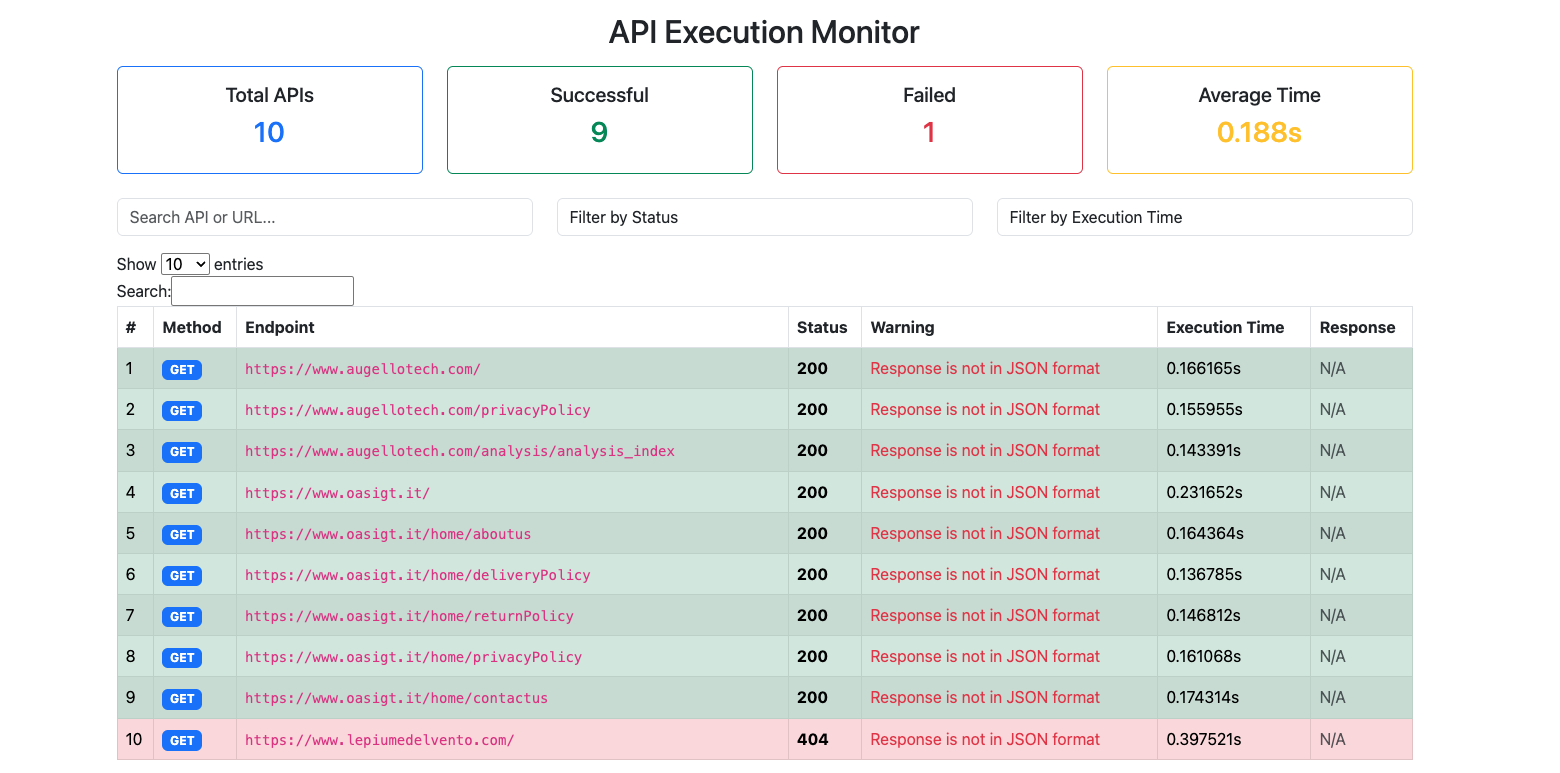 API Execution Monitor
Total APIs Successful Failed Average Time
10 9 1 0.188s
Search API or URL... Filter by Status Filter by Execution Time
Show 10 entries
Search:
# Method Endpoint Status Warning Execution Time Response
1 GET https://www.augellotech.com/ 200 Response is not in JSON format 0.166165s N/A
2 GET https://www.augellotech.com/privacyPolicy 200 Response is not in JSON format 0.155955s N/A
3 GET https://www.augellotech.com/analysis/analysis_index 200 Response is not in JSON format 0.143391s N/A
4 GET https://www.oasigt.it/ 200 Response is not in JSON format 0.231652s N/A
5 GET https://www.oasigt.it/home/aboutus 200 Response is not in JSON format 0.164364s N/A
6 GET https://www.oasigt.it/home/deliveryPolicy 200 Response is not in JSON format 0.136785s N/A
7 GET https://www.oasigt.it/home/returnPolicy 200 Response is not in JSON format 0.146812s N/A
8 GET https://www.oasigt.it/home/privacyPolicy 200 Response is not in JSON format 0.161068s N/A
9 GET https://www.oasigt.it/home/contactus 200 Response is not in JSON format 0.174314s N/A
10 GET https://www.lepiumedelvento.com/ 404 Response is not in JSON format 0.397521s N/A